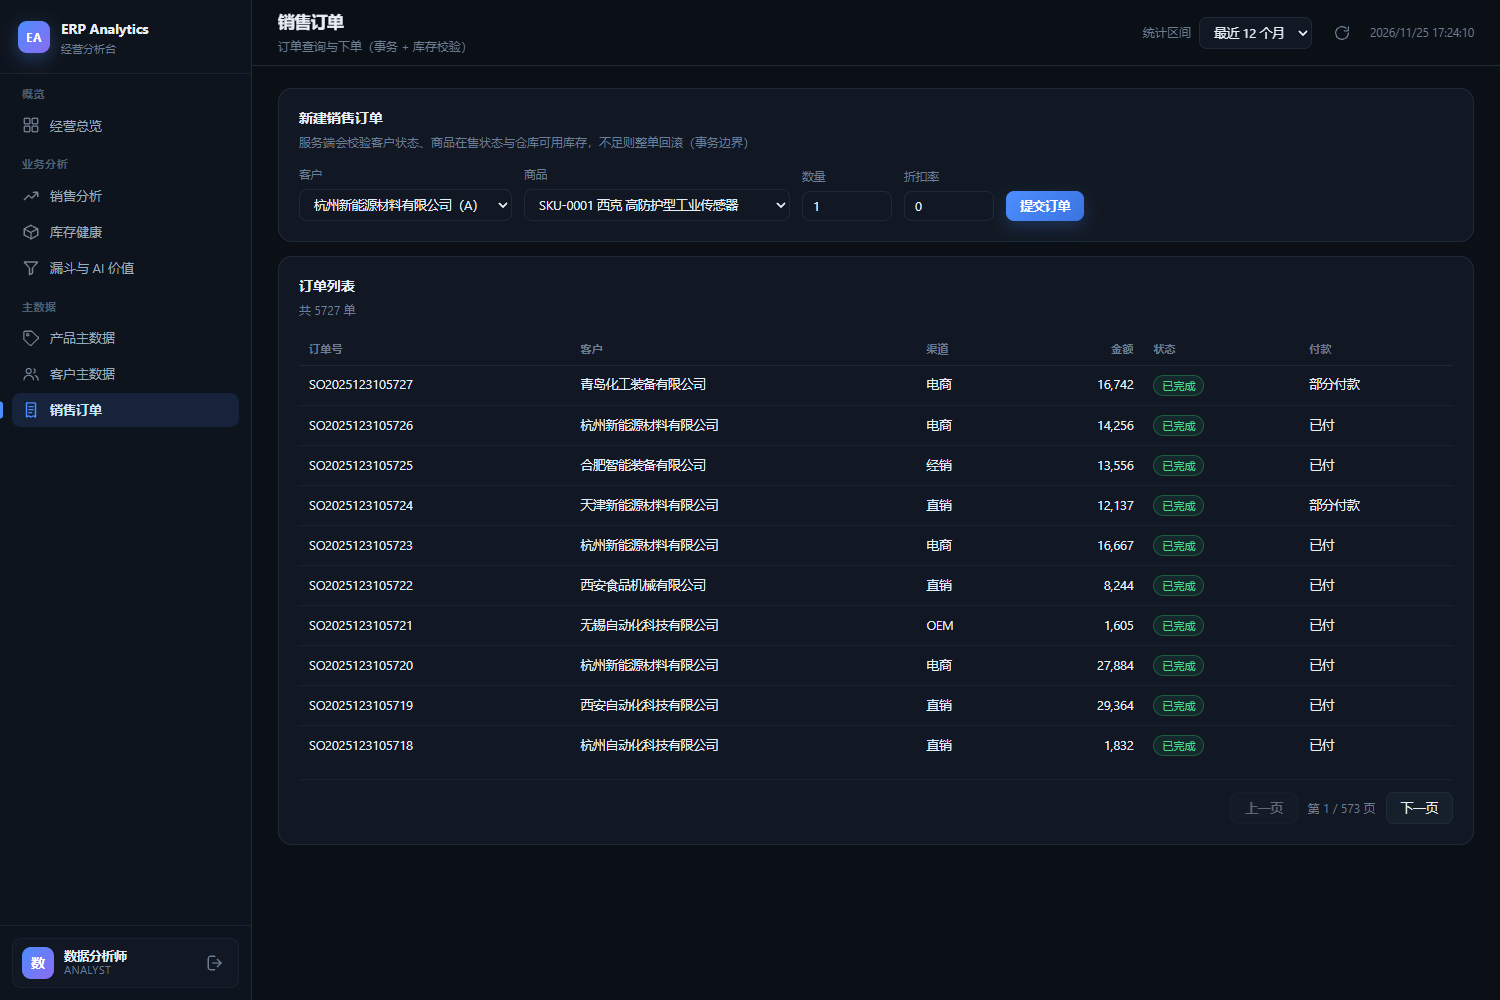 EA
ERP Analytics
经营分析台
概览
经营总览
业务分析
销售分析
库存健康
漏斗与 AI 价值
主数据
产品主数据
客户主数据
销售订单
数
数据分析师
ANALYST
销售订单
订单查询与下单（事务 + 库存校验）
统计区间 最近 12 个月 2026/11/25 17:24:10
新建销售订单
服务端会校验客户状态、商品在售状态与仓库可用库存，不足则整单回滚（事务边界）
客户 商品 数量 折扣率
杭州新能源材料有限公司（A） SKU-0001 西克 高防护型工业传感器 1 0 提交订单
订单列表
共 5727 单
订单号 客户 渠道 金额 状态 付款
SO2025123105727 青岛化工装备有限公司 电商 16,742 已完成 部分付款
SO2025123105726 杭州新能源材料有限公司 电商 14,256 已完成 已付
SO2025123105725 合肥智能装备有限公司 经销 13,556 已完成 已付
SO2025123105724 天津新能源材料有限公司 直销 12,137 已完成 部分付款
SO2025123105723 杭州新能源材料有限公司 电商 16,667 已完成 已付
SO2025123105722 西安食品机械有限公司 直销 8,244 已完成 已付
SO2025123105721 无锡自动化科技有限公司 OEM 1,605 已完成 已付
SO2025123105720 杭州新能源材料有限公司 电商 27,884 已完成 已付
SO2025123105719 西安自动化科技有限公司 直销 29,364 已完成 已付
SO2025123105718 杭州自动化科技有限公司 直销 1,832 已完成 已付
上一页 第 1 / 573 页 下一页